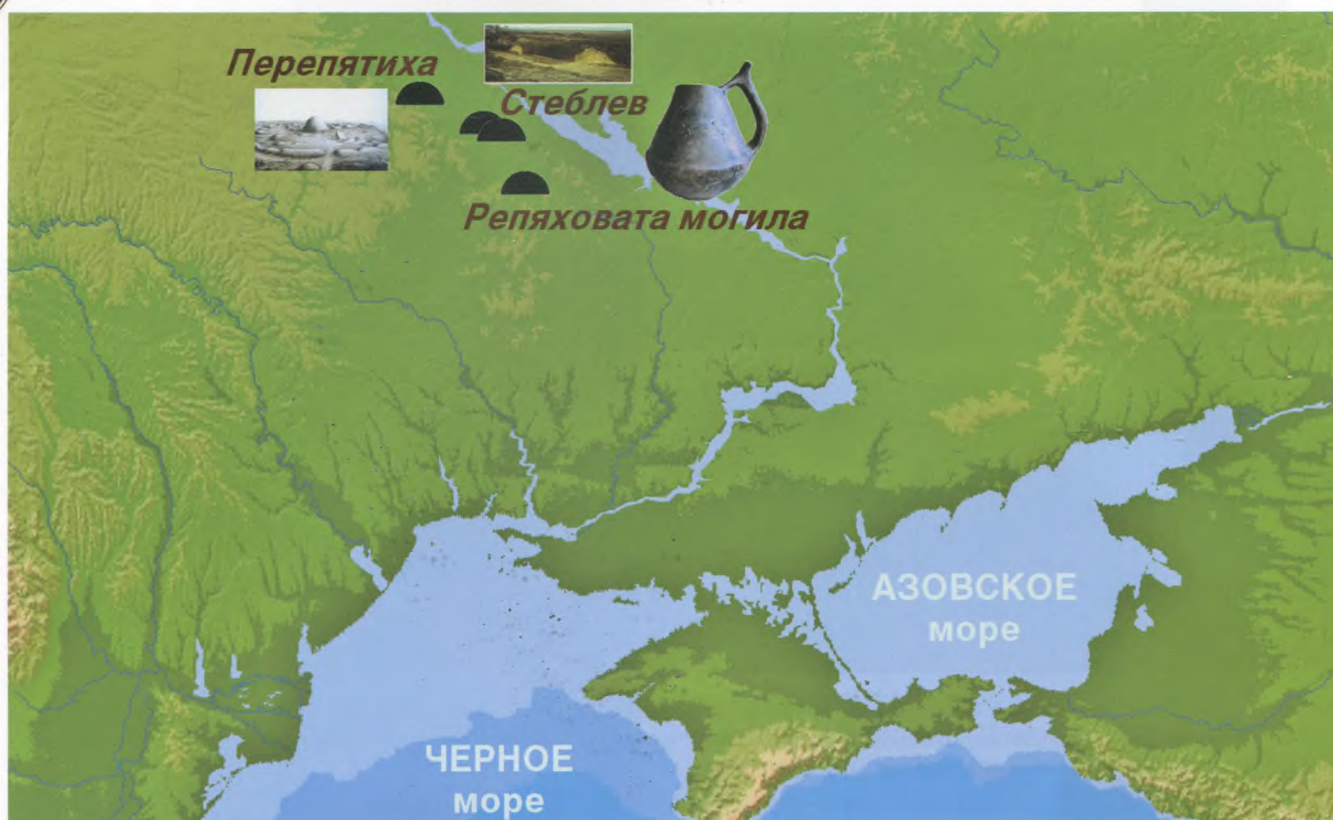 Перепятиха
Стеблев
Репяховата могила
АЗОВСКОЕ
море
ЧЕРНОЕ
море